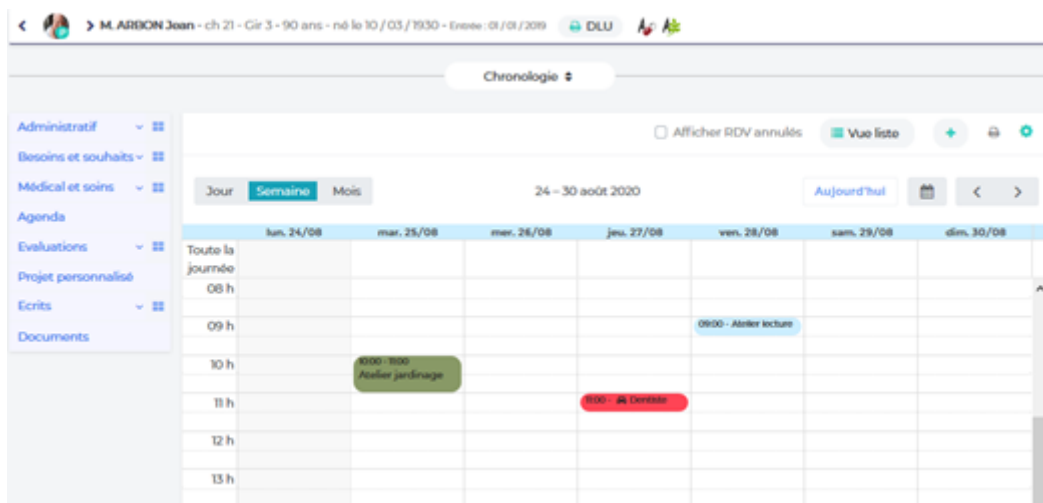 M. ARBON Jean - ch 21 - Gir 3 - 90 ans - né le 10 / 03 / 1930 - Entrée : 01 / 01 / 2019 DLU
Chronologie
Administratif
Besoins et souhaits
Médical et soins
Agenda
Evaluations
Projet personnalisé
Ecrits
Documents
Afficher RDV annulés Vue liste
Jour Semaine Mois 24 – 30 août 2020 Aujourd'hui
lun. 24/08 mar. 25/08 mer. 26/08 jeu. 27/08 ven. 28/08 sam. 29/08 dim. 30/08
Toute la
journée
08 h
09 h 09:00 - Atelier lecture
10 h 10:00 - 11:00
Atelier jardinage
11 h 11:00 - Dentiste
12 h
13 h